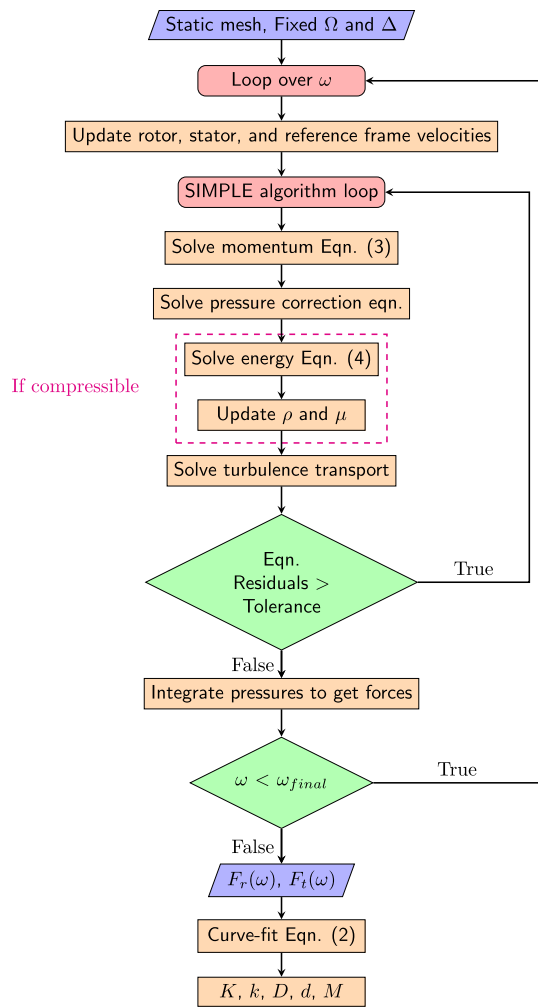 Static mesh, Fixed Ω and Δ
Loop over ω
Update rotor, stator, and reference frame velocities
SIMPLE algorithm loop
Solve momentum Eqn. (3)
Solve pressure correction eqn.
If compressible
Solve energy Eqn. (4)
Update ρ and μ
Solve turbulence transport
Eqn.
Residuals >
Tolerance
True
False
Integrate pressures to get forces
ω < ω_{final}
True
False
F_r(ω), F_t(ω)
Curve-fit Eqn. (2)
K, k, D, d, M